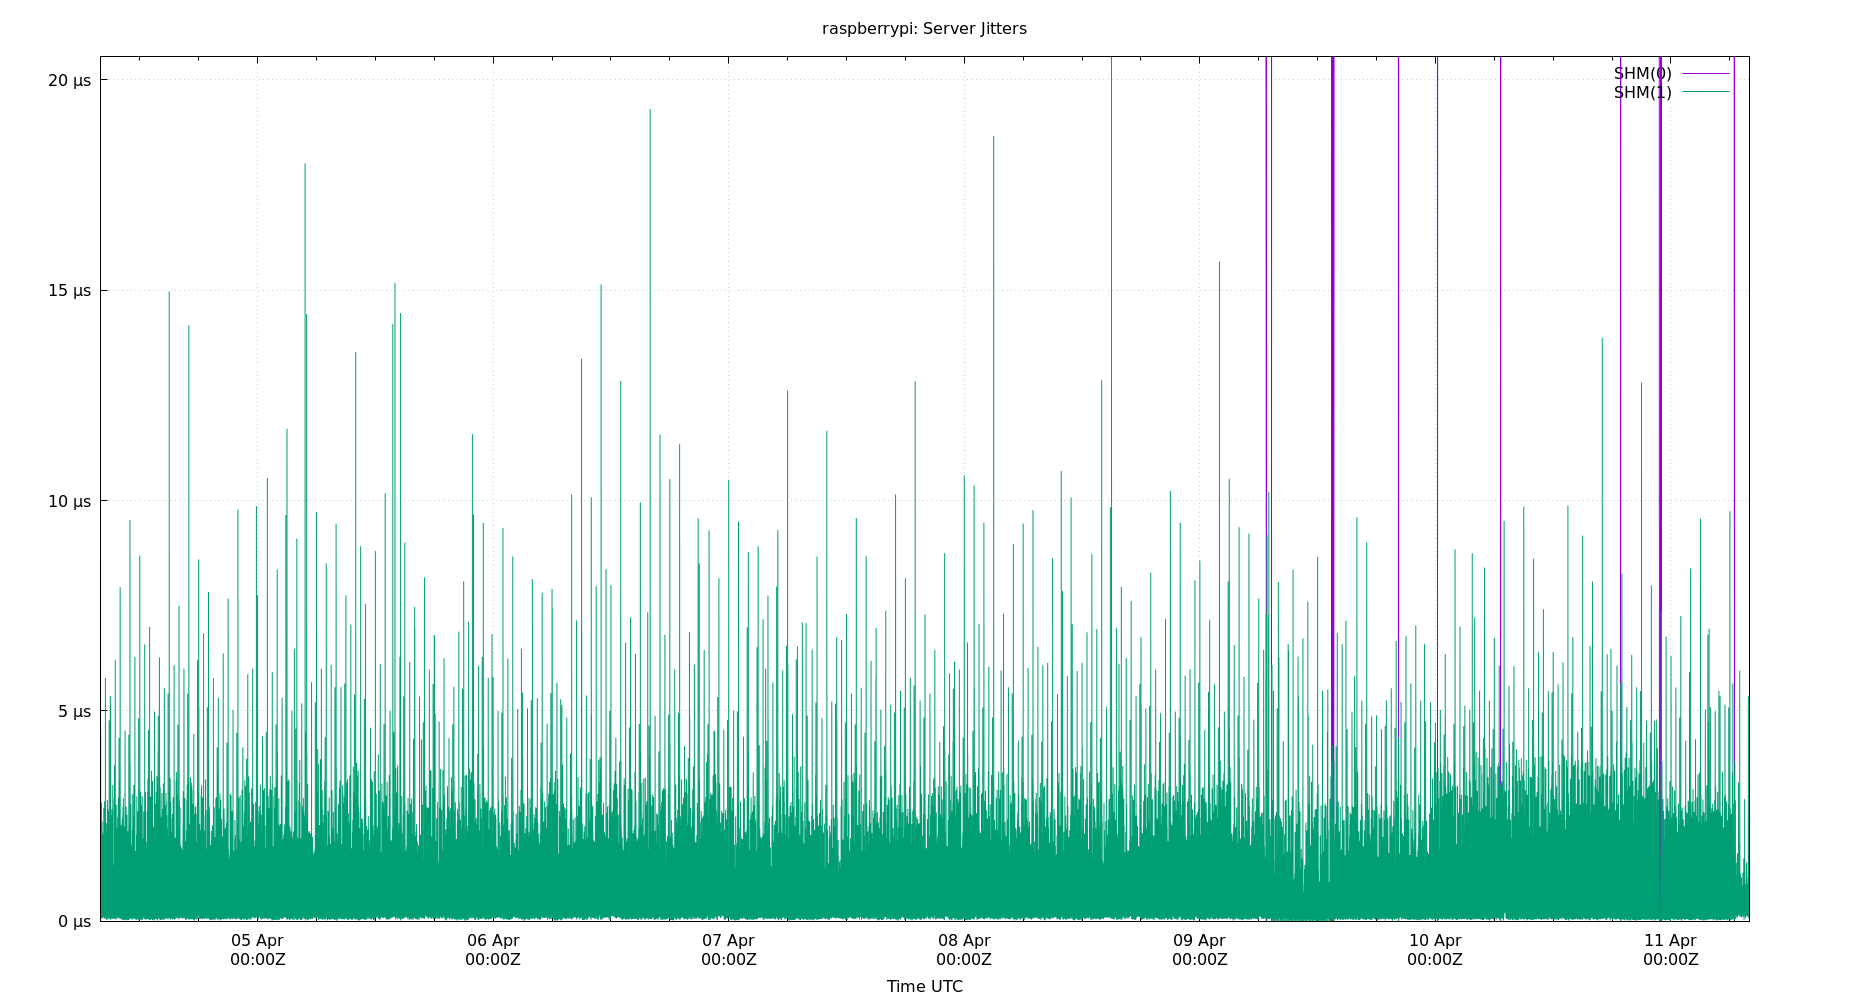 raspberrypi: Server Jitters
20 µs
15 µs
10 µs
5 µs
0 µs
SHM(0)
SHM(1)
05 Apr
00:00Z
06 Apr
00:00Z
07 Apr
00:00Z
08 Apr
00:00Z
09 Apr
00:00Z
10 Apr
00:00Z
11 Apr
00:00Z
Time UTC